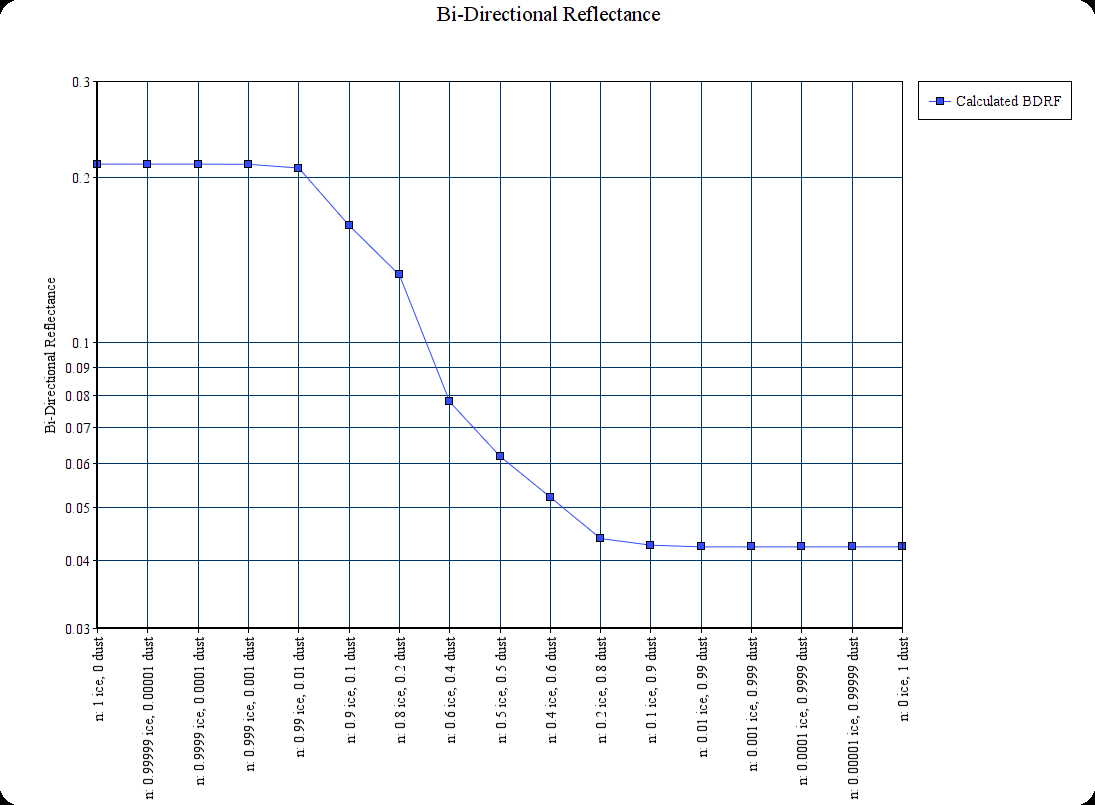 Bi-Directional Reflectance
Calculated BDRF
Bi-Directional Reflectance
0.3
0.2
0.1
0.09
0.08
0.07
0.06
0.05
0.04
0.03
n: 1 ice, 0 dust
n: 0.99999 ice, 0.00001 dust
n: 0.9999 ice, 0.0001 dust
n: 0.999 ice, 0.001 dust
n: 0.99 ice, 0.01 dust
n: 0.9 ice, 0.1 dust
n: 0.8 ice, 0.2 dust
n: 0.6 ice, 0.4 dust
n: 0.5 ice, 0.5 dust
n: 0.4 ice, 0.6 dust
n: 0.2 ice, 0.8 dust
n: 0.1 ice, 0.9 dust
n: 0.01 ice, 0.99 dust
n: 0.001 ice, 0.999 dust
n: 0.0001 ice, 0.9999 dust
n: 0.00001 ice, 0.99999 dust
n: 0 ice, 1 dust